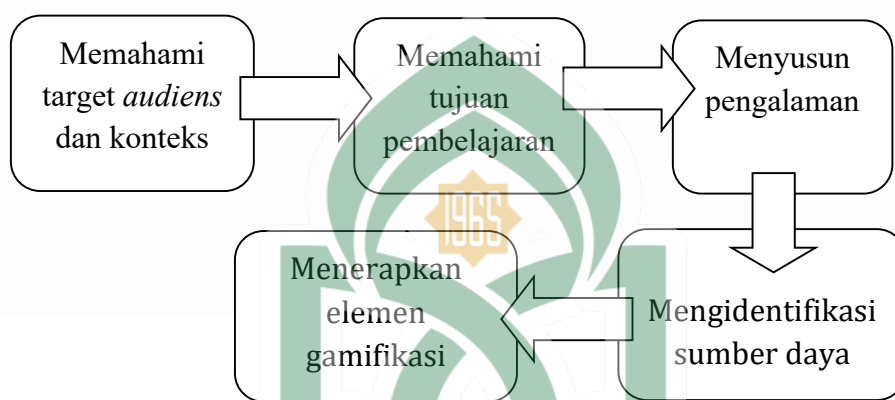 Memahami
target audiens
dan konteks
Memahami
tujuan
pembelajaran
Menyusun
pengalaman
Mengidentifikasi
sumber daya
Menerapkan
elemen
gamifikasi
1965